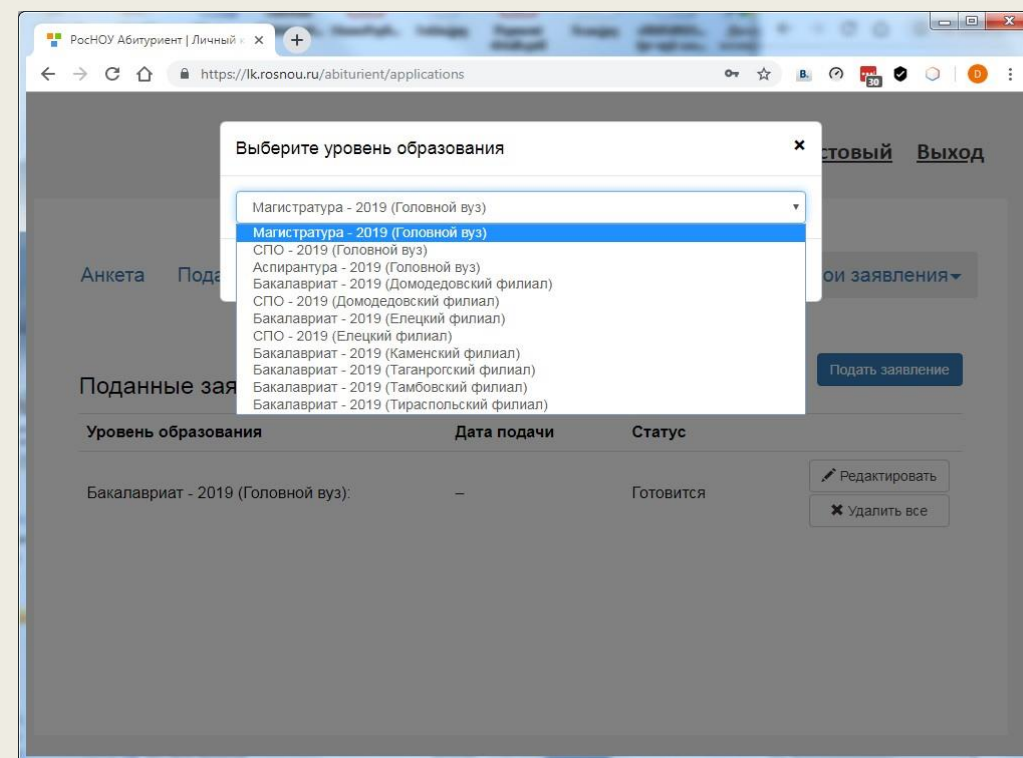 РосНОУ Абитуриент | Личный
https://lk.rosnou.ru/abiturient/applications
B.
30
D
Выберите уровень образования
стовый Выход
Магистратура - 2019 (Головной вуз)
Магистратура - 2019 (Головной вуз)
СПО - 2019 (Головной вуз)
Аспирантура - 2019 (Головной вуз)
Бакалавриат - 2019 (Домодедовский филиал)
СПО - 2019 (Домодедовский филиал)
Бакалавриат - 2019 (Елецкий филиал)
СПО - 2019 (Елецкий филиал)
Бакалавриат - 2019 (Каменский филиал)
Бакалавриат - 2019 (Таганрогский филиал)
Бакалавриат - 2019 (Тамбовский филиал)
Бакалавриат - 2019 (Тираспольский филиал)
Анкета Пода ои заявления
Поданные зая Подать заявление
Уровень образования Дата подачи Статус
Бакалавриат - 2019 (Головной вуз): – Готовится
Редактировать
Удалить все